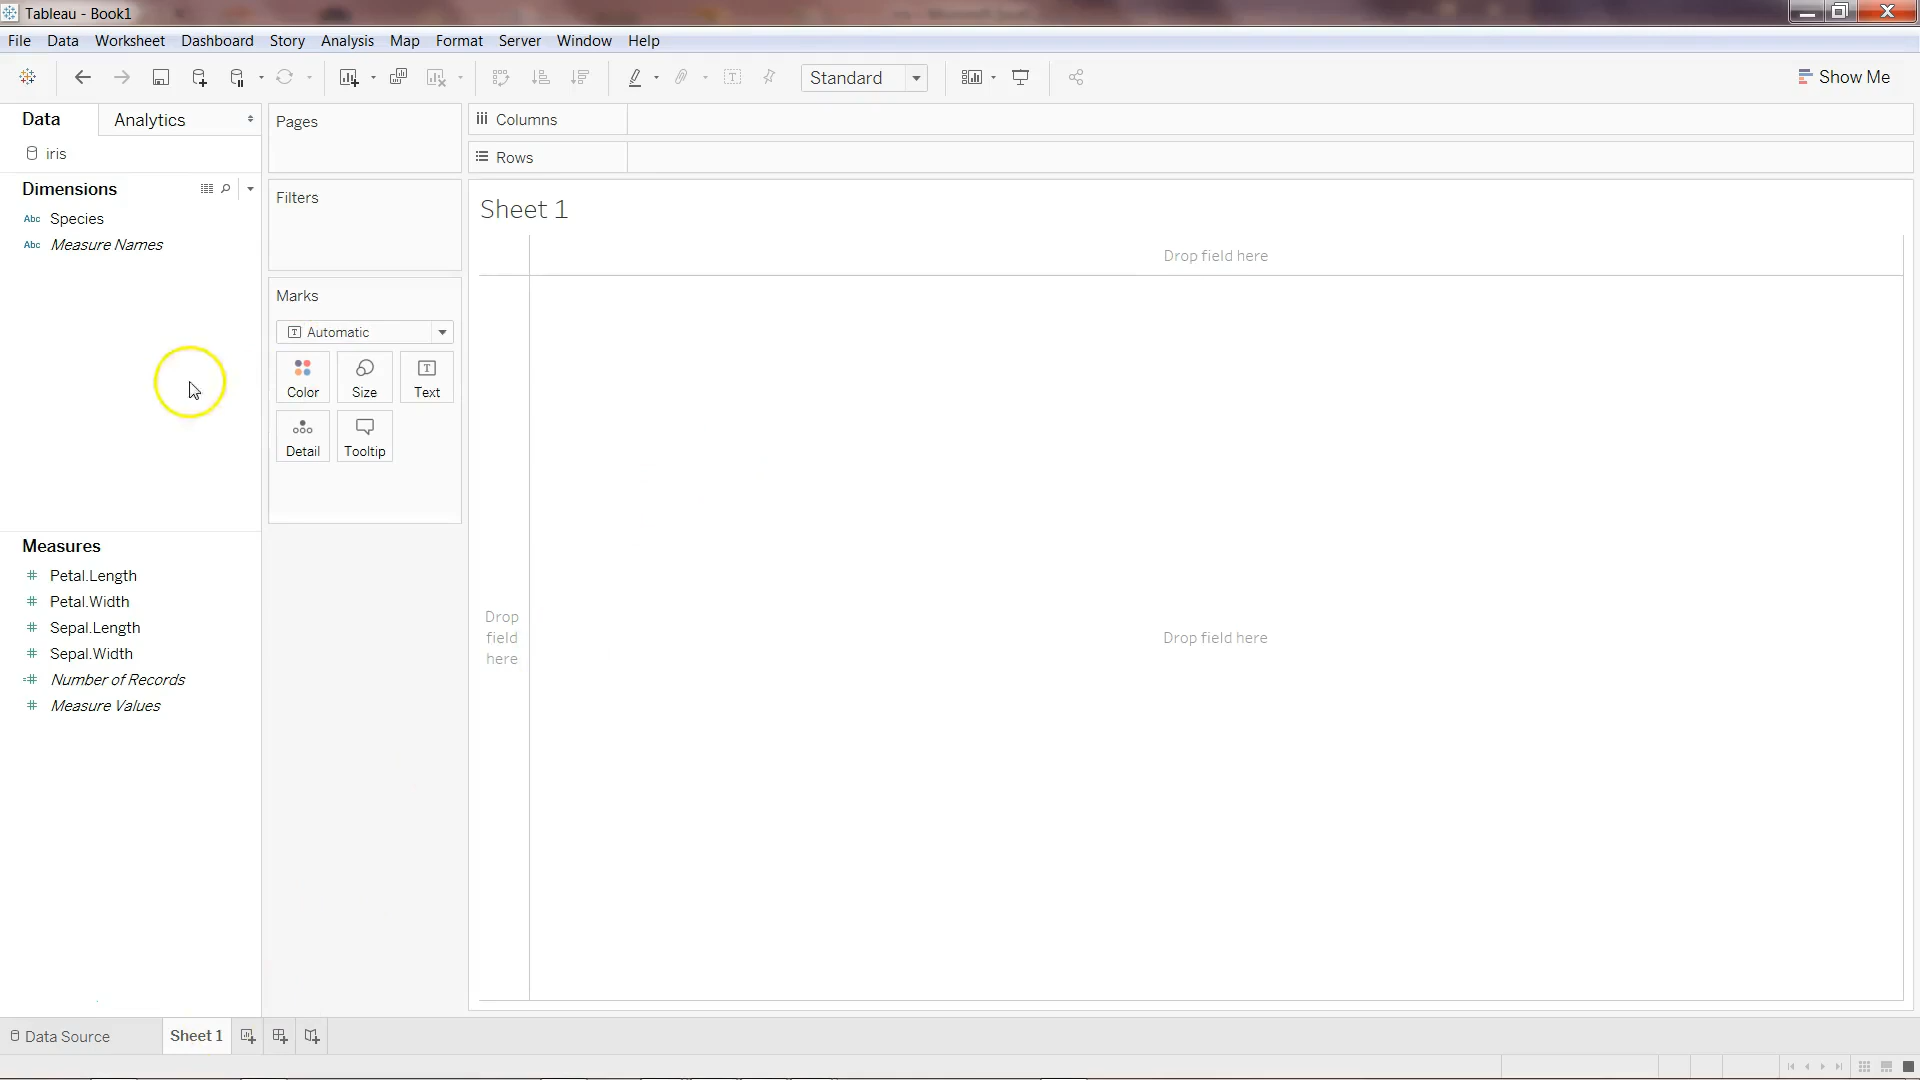 Tableau - Book1
File Data Worksheet Dashboard Story Analysis Map Format Server Window Help
Standard
Show Me
Data
Analytics
iris
Dimensions
Abc Species
Abc Measure Names
Measures
Petal.Length
Petal.Width
Sepal.Length
Sepal.Width
Number of Records
Measure Values
Pages
Filters
Marks
T Automatic
Color
Size
T
Text
Detail
Tooltip
Columns
Rows
Sheet 1
Drop field here
Drop
field
here
Drop field here
Data Source
Sheet 1